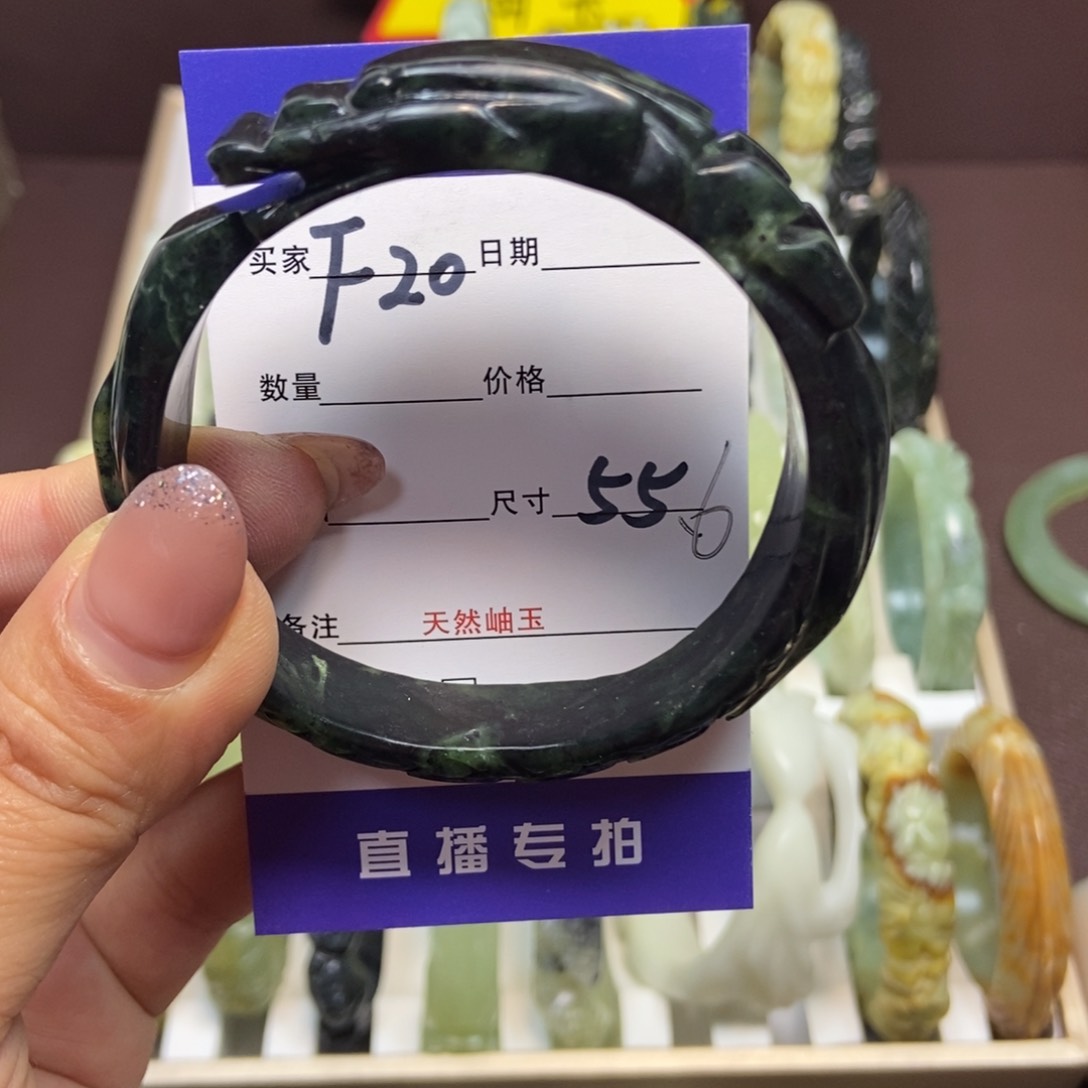 买家 F20 日期
数量 价格
尺寸 55 6
备注 天然岫玉
直播专拍